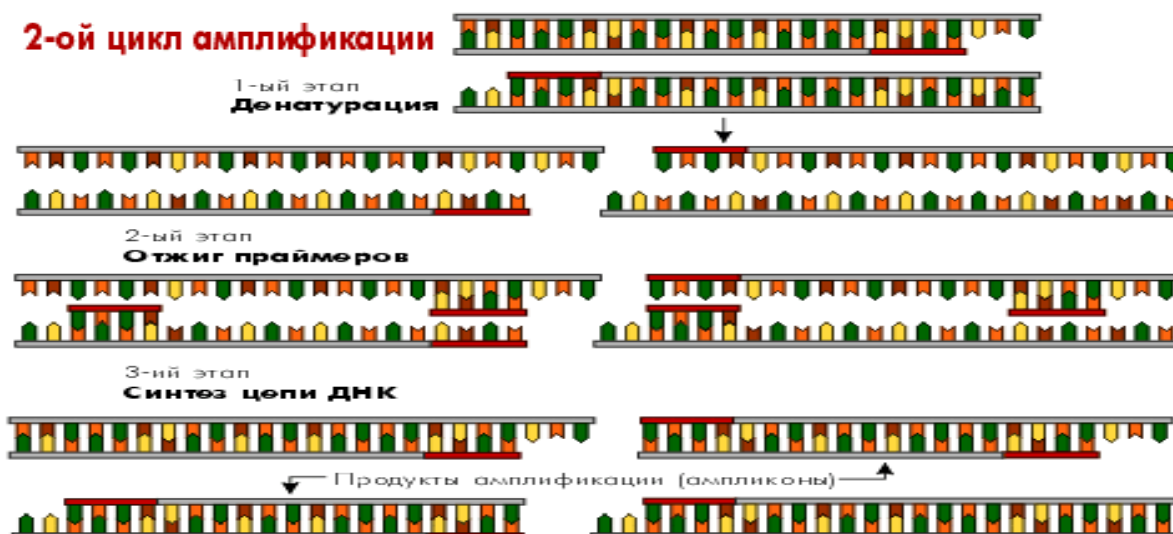 2-ой цикл амплификации
1-ый этап
Денатурация
2-ый этап
Отжиг праймеров
3-ий этап
Синтез цепи ДНК
Продукты амплификации (ампликоны)